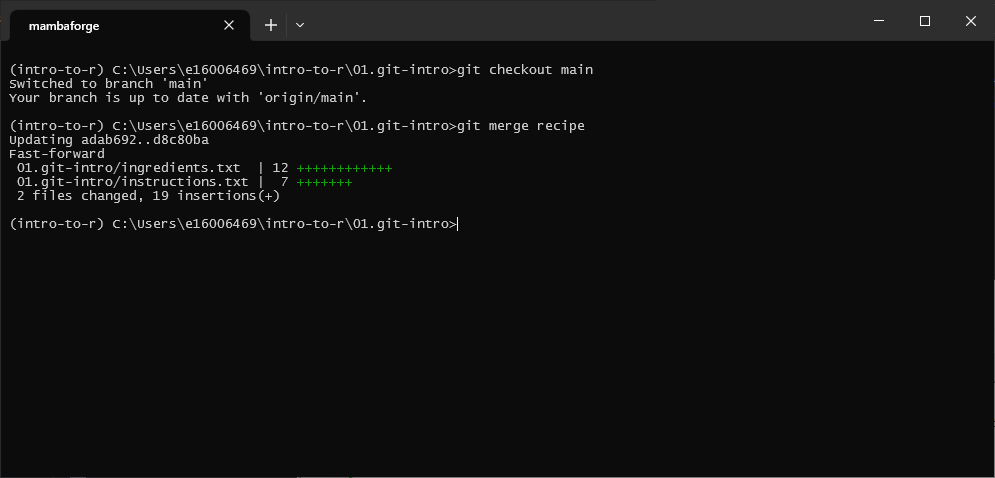 mambaforge
(intro-to-r) C:\Users\e16006469\intro-to-r\01.git-intro>git checkout main
Switched to branch 'main'
Your branch is up to date with 'origin/main'.
(intro-to-r) C:\Users\e16006469\intro-to-r\01.git-intro>git merge recipe
Updating adab692..d8c80ba
Fast-forward
 01.git-intro/ingredients.txt  | 12 ++++++++++++
 01.git-intro/instructions.txt |  7 +++++++
 2 files changed, 19 insertions(+)
(intro-to-r) C:\Users\e16006469\intro-to-r\01.git-intro>